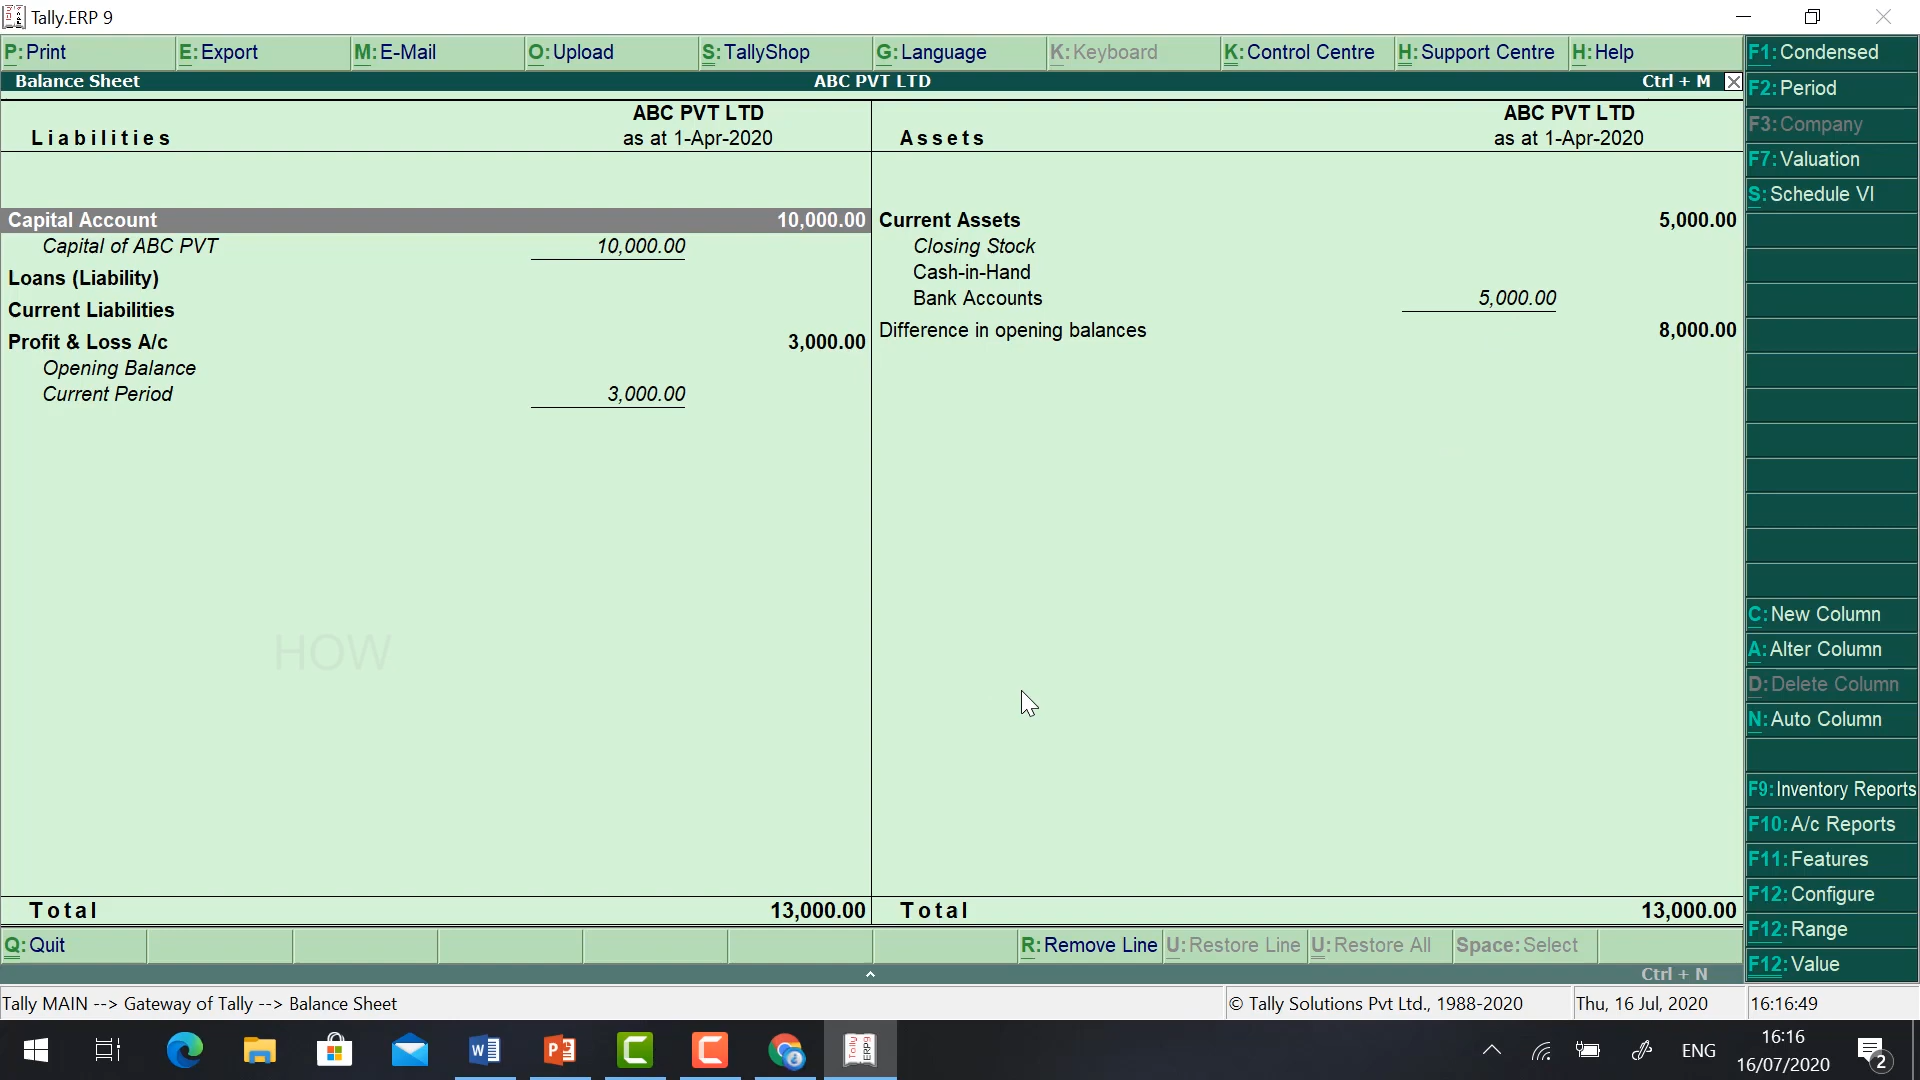 Tally.ERP 9
P: Print E: Export M: E-Mail O: Upload S: TallyShop G: Language K: Keyboard K: Control Centre H: Support Centre H: Help
Balance Sheet ABC PVT LTD Ctrl + M
Liabilities ABC PVT LTD as at 1-Apr-2020
Assets ABC PVT LTD as at 1-Apr-2020
Capital Account 10,000.00
Capital of ABC PVT 10,000.00
Loans (Liability)
Current Liabilities
Profit & Loss A/c 3,000.00
Opening Balance
Current Period 3,000.00
Current Assets 5,000.00
Closing Stock
Cash-in-Hand
Bank Accounts 5,000.00
Difference in opening balances 8,000.00
HOW
Total 13,000.00
Total 13,000.00
F1: Condensed
F2: Period
F3: Company
F7: Valuation
S: Schedule VI
C: New Column
A: Alter Column
D: Delete Column
N: Auto Column
F9: Inventory Reports
F10: A/c Reports
F11: Features
F12: Configure
F12: Range
F12: Value
Q: Quit R: Remove Line U: Restore Line U: Restore All Space: Select
Ctrl + N
Tally MAIN --> Gateway of Tally --> Balance Sheet © Tally Solutions Pvt Ltd., 1988-2020 Thu, 16 Jul, 2020 16:16:49
ENG
16:16
16/07/2020
2